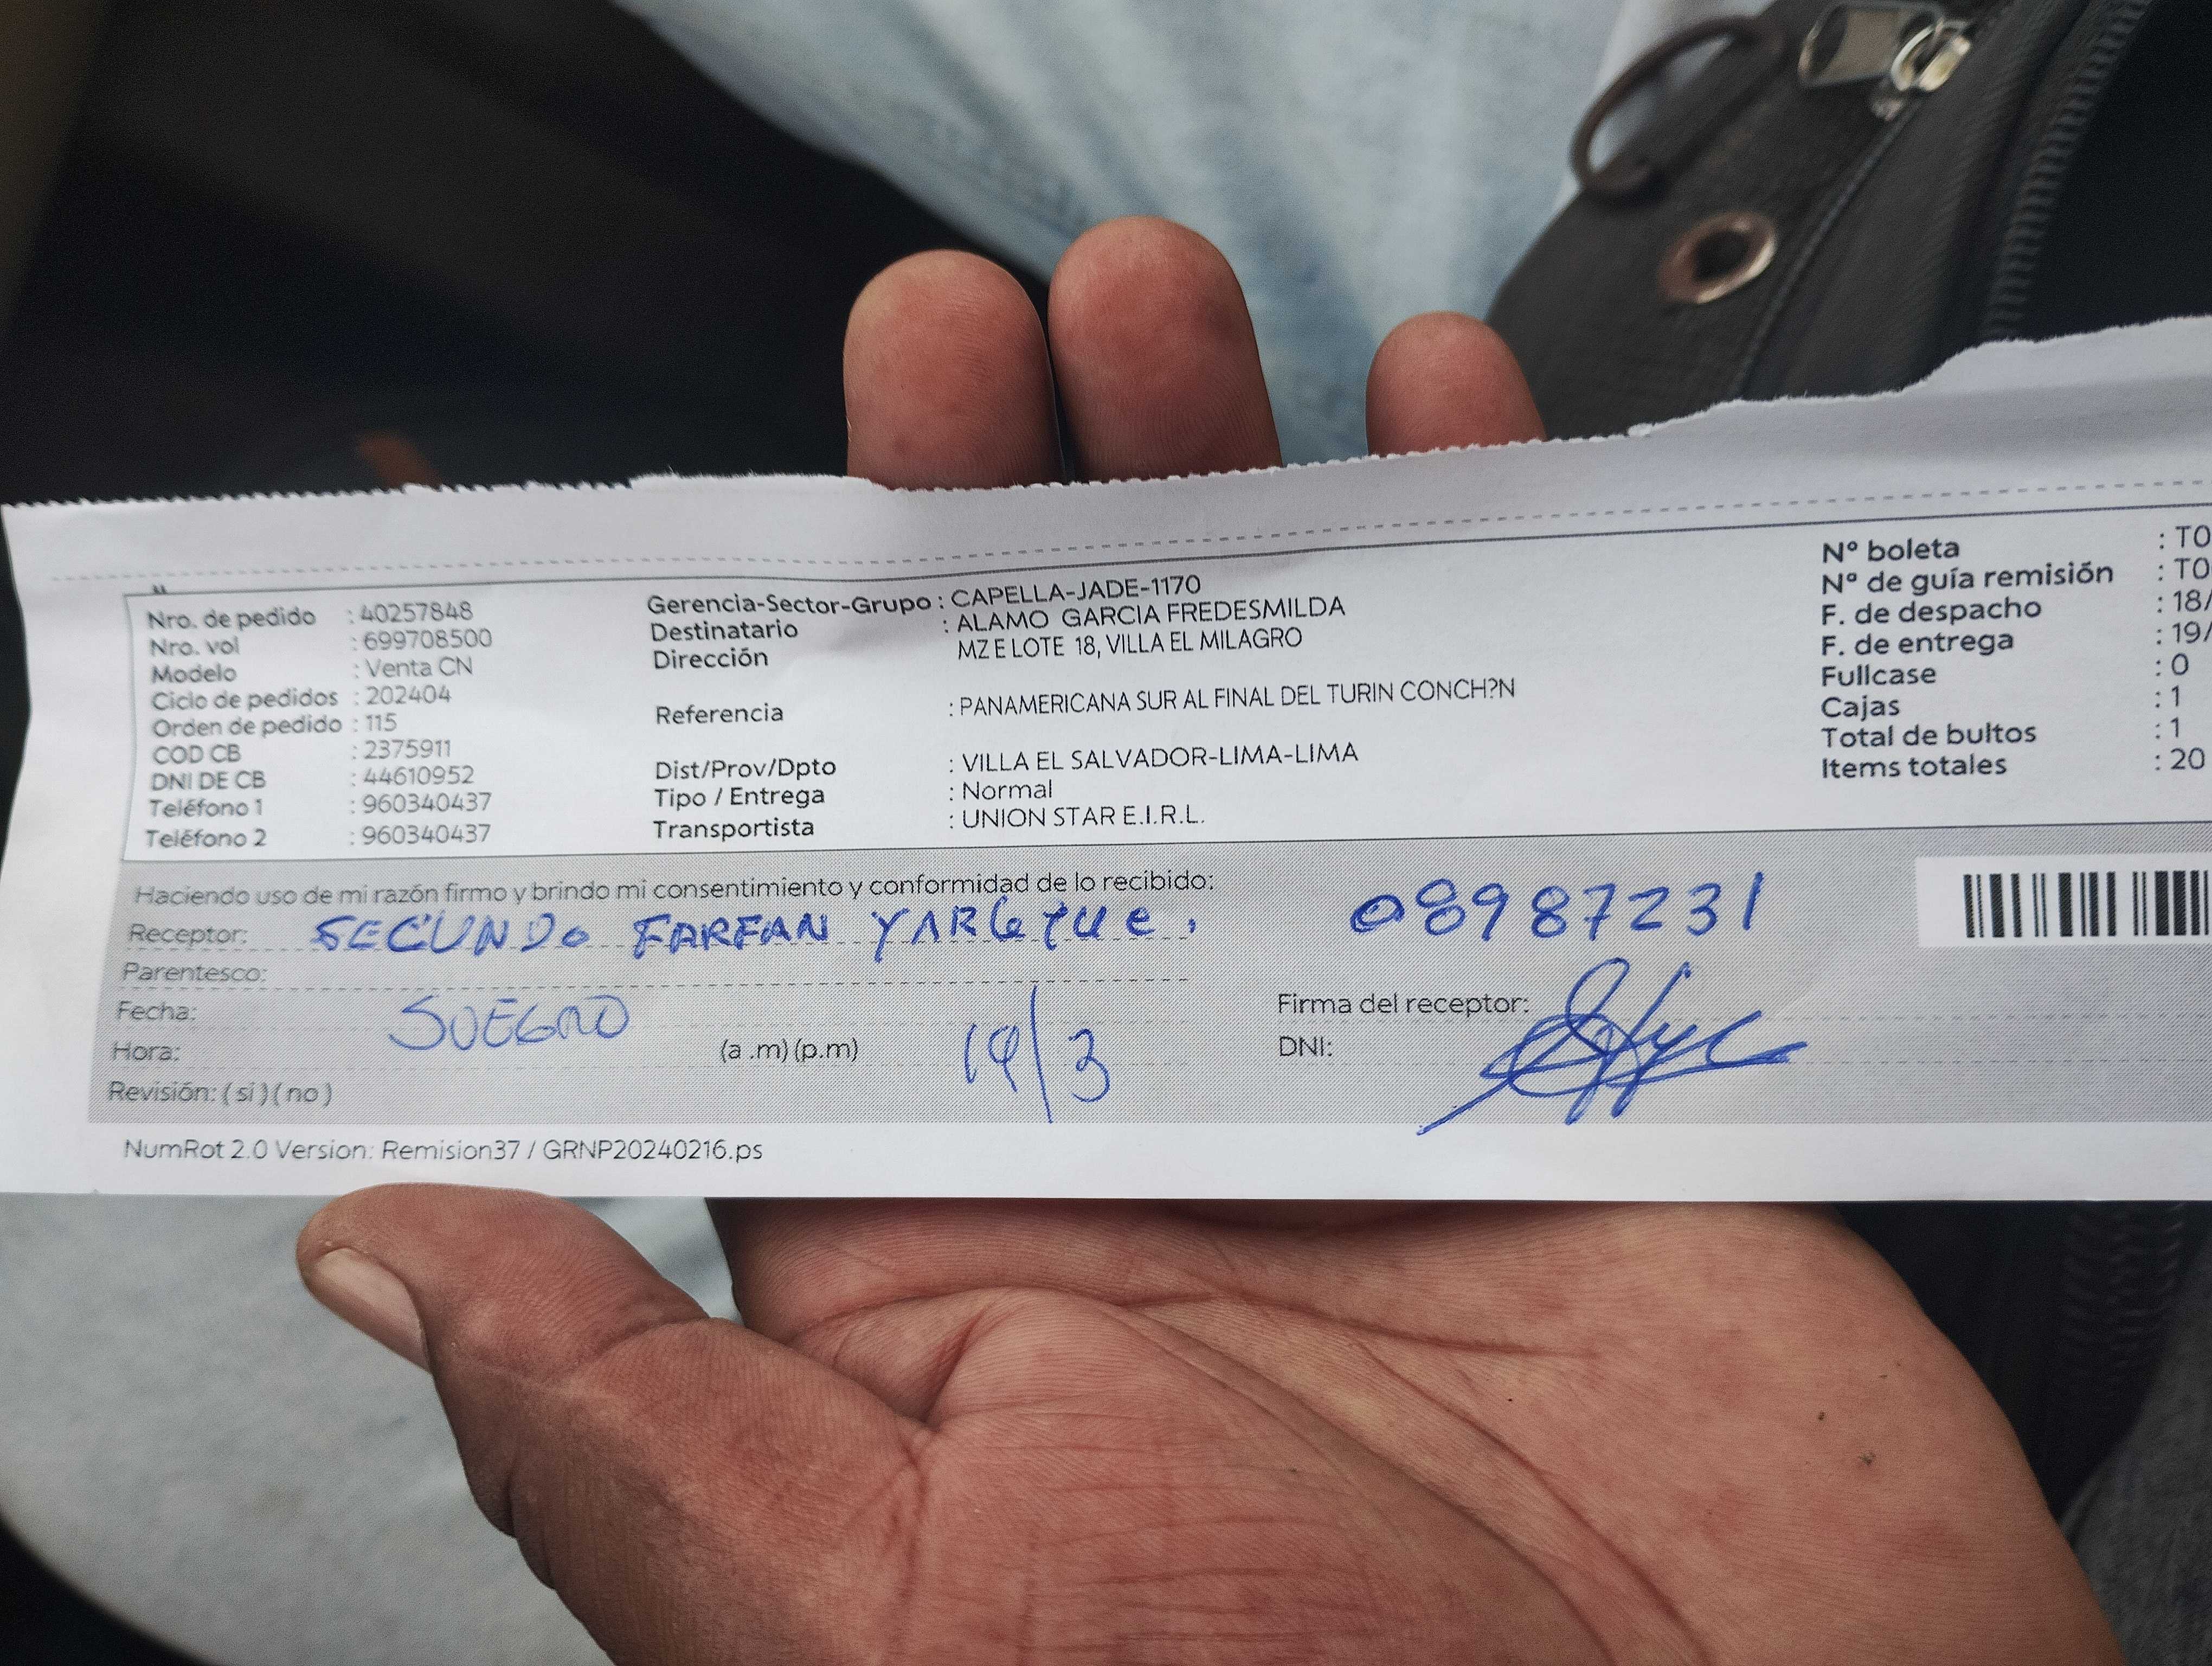 Nro. de pedido : 40257848
Nro. vol : 699708500
Modelo : Venta CN
Ciclo de pedidos : 202404
Orden de pedido : 115
COD CB : 2375911
DNI DE CB : 44610952
Teléfono 1 : 960340437
Teléfono 2 : 960340437
Gerencia-Sector-Grupo : CAPELLA-JADE-1170
Destinatario : ALAMO GARCIA FREDESMILDA
Dirección MZ E LOTE 18, VILLA EL MILAGRO
Referencia : PANAMERICANA SUR AL FINAL DEL TURIN CONCH?N
Dist/Prov/Dpto : VILLA EL SALVADOR-LIMA-LIMA
Tipo / Entrega : Normal
Transportista : UNION STAR E.I.R.L.
Nº boleta : TO
Nº de guía remisión : TO
F. de despacho : 18/
F. de entrega : 19/
Fullcase : 0
Cajas : 1
Total de bultos : 1
Items totales : 20
Haciendo uso de mi razón firmo y brindo mi consentimiento y conformidad de lo recibido:
Receptor: SECUNDO FARFAN 08987231
Parentesco:
Fecha: SUEGRO
Hora: (a .m) (p.m) 19/3
Revisión: ( si ) ( no )
Firma del receptor:
DNI:
NumRot 2.0 Version: Remision37 / GRNP20240216.ps